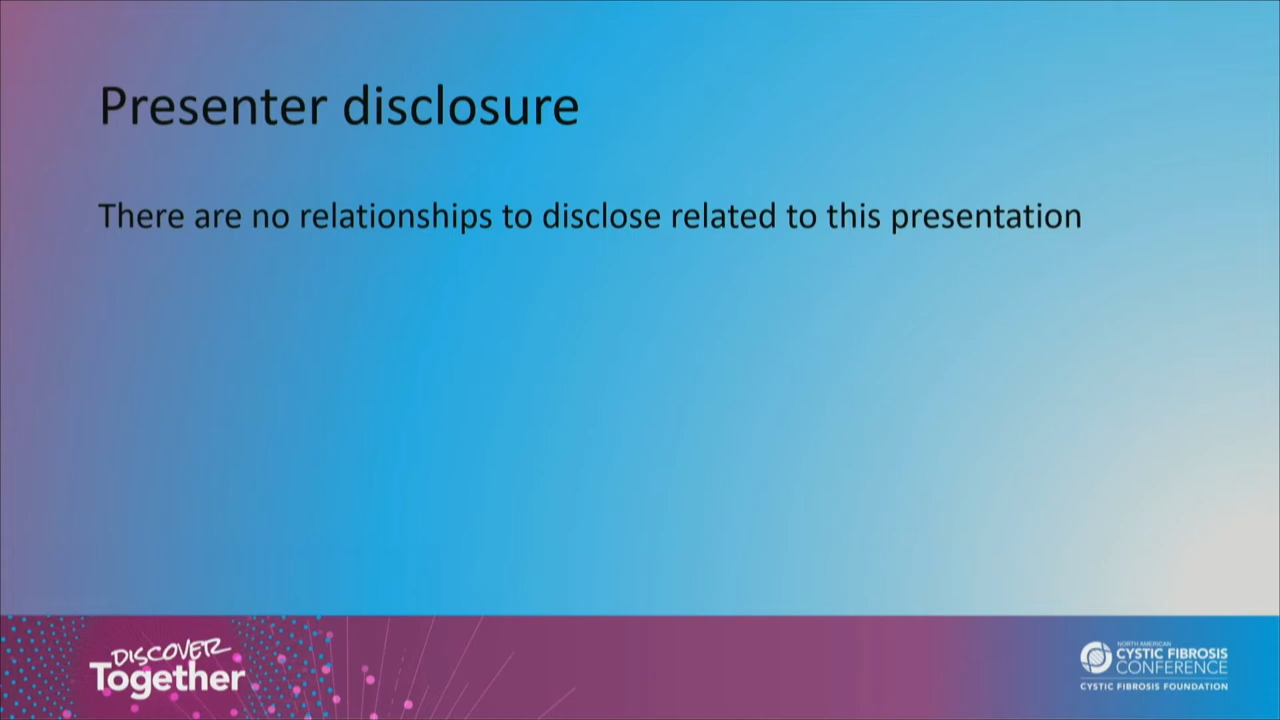 Presenter disclosure
There are no relationships to disclose related to this presentation
DISCOVER
Together
NORTH AMERICAN
CYSTIC FIBROSIS
CONFERENCE
CYSTIC FIBROSIS FOUNDATION